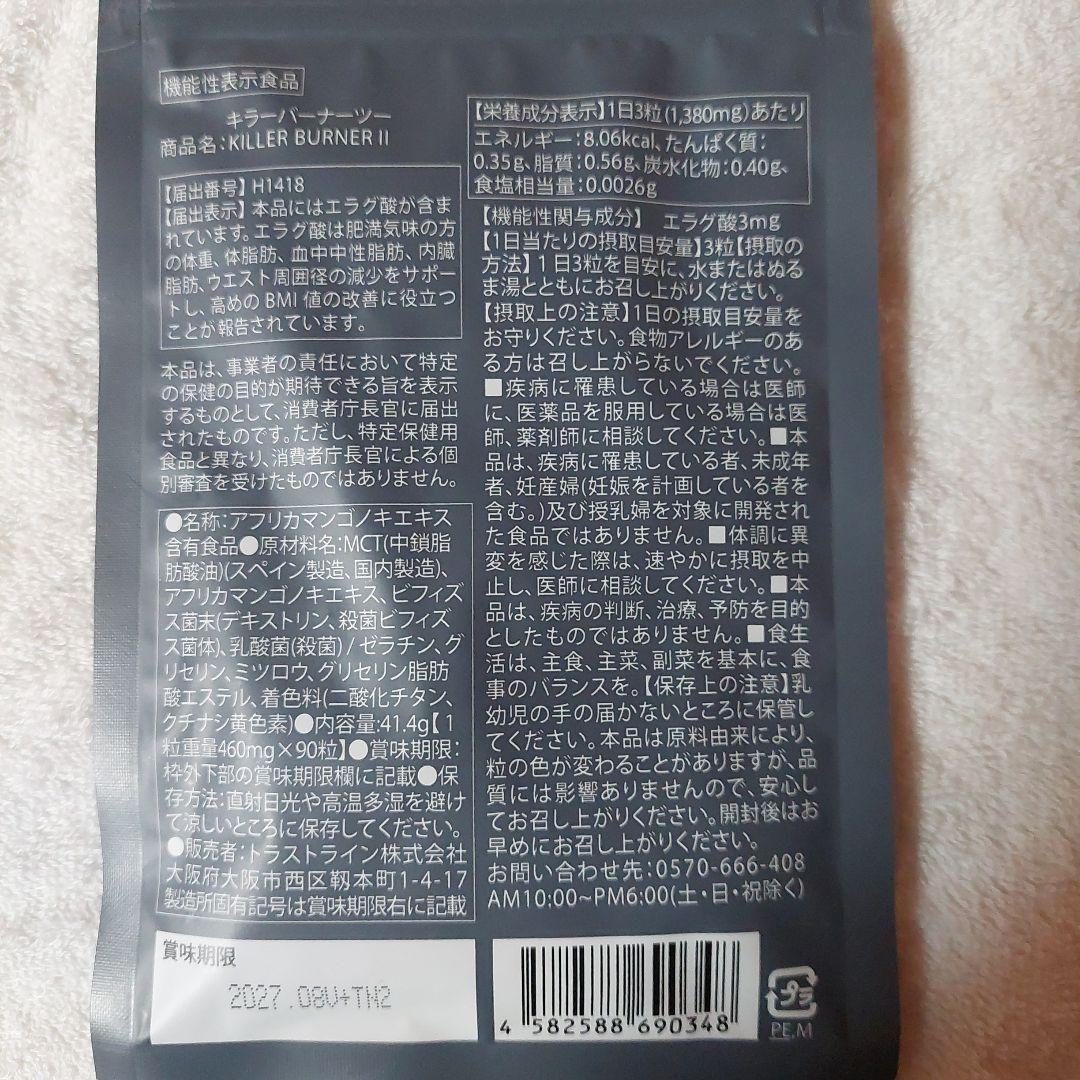 機能性表示食品
キラーバーナーツー
商品名:KILLER BURNER II
【届出番号】H1418
【届出表示】本品にはエラグ酸が含ま
れています。エラグ酸は肥満気味の方
の体重、体脂肪、血中中性脂肪、内臓
脂肪、ウエスト周囲径の減少をサポー
トし、高めのBMI値の改善に役立つ
ことが報告されています。
本品は、事業者の責任において特定
の保健の目的が期待できる旨を表示
するものとして、消費者庁長官に届出
されたものです。ただし、特定保健用
食品と異なり、消費者庁長官による個
別審査を受けたものではありません。
●名称:アフリカマンゴノキエキス
含有食品●原材料名:MCT(中鎖脂
肪酸油)(スペイン製造、国内製造)、
アフリカマンゴノキエキス、ビフィズ
ス菌末(デキストリン、殺菌ビフィズ
ス菌体)、乳酸菌(殺菌)/ゼラチン、グ
リセリン、ミツロウ、グリセリン脂肪
酸エステル、着色料(二酸化チタン、
クチナシ黄色素)●内容量:41.4g【1
粒重量460mg×90粒】●賞味期限:
枠外下部の賞味期限欄に記載●保
存方法:直射日光や高温多湿を避け
て涼しいところに保存してください。
●販売者:トラストライン株式会社
大阪府大阪市西区靱本町1-4-17
製造所固有記号は賞味期限右に記載
【栄養成分表示】1日3粒(1,380mg)あたり
エネルギー:8.06kcal、たんぱく質:
0.35g、脂質:0.56g、炭水化物:0.40g、
食塩相当量:0.0026g
【機能性関与成分】 エラグ酸3mg
【1日当たりの摂取目安量】3粒【摂取の
方法】1日3粒を目安に、水またはぬる
ま湯とともにお召し上がりください。
【摂取上の注意】1日の摂取目安量を
お守りください。食物アレルギーのあ
る方は召し上がらないでください。
■疾病に罹患している場合は医師
に、医薬品を服用している場合は医
師、薬剤師に相談してください。■本
品は、疾病に罹患している者、未成年
者、妊産婦(妊娠を計画している者を
含む。)及び授乳婦を対象に開発され
た食品ではありません。■体調に異
変を感じた際は、速やかに摂取を中
止し、医師に相談してください。■本
品は、疾病の判断、治療、予防を目的
としたものではありません。■食生
活は、主食、主菜、副菜を基本に、食
事のバランスを。【保存上の注意】乳
幼児の手の届かないところに保管し
てください。本品は原料由来により、
粒の色が変わることがありますが、品
質には影響ありませんので、安心し
てお召し上がりください。開封後はお
早めにお召し上がりください。
お問い合わせ先:0570-666-408
AM10:00~PM6:00(土・日・祝除く)
賞味期限
2027.08U+TW2
4 582588 690348
プラ
PE,M